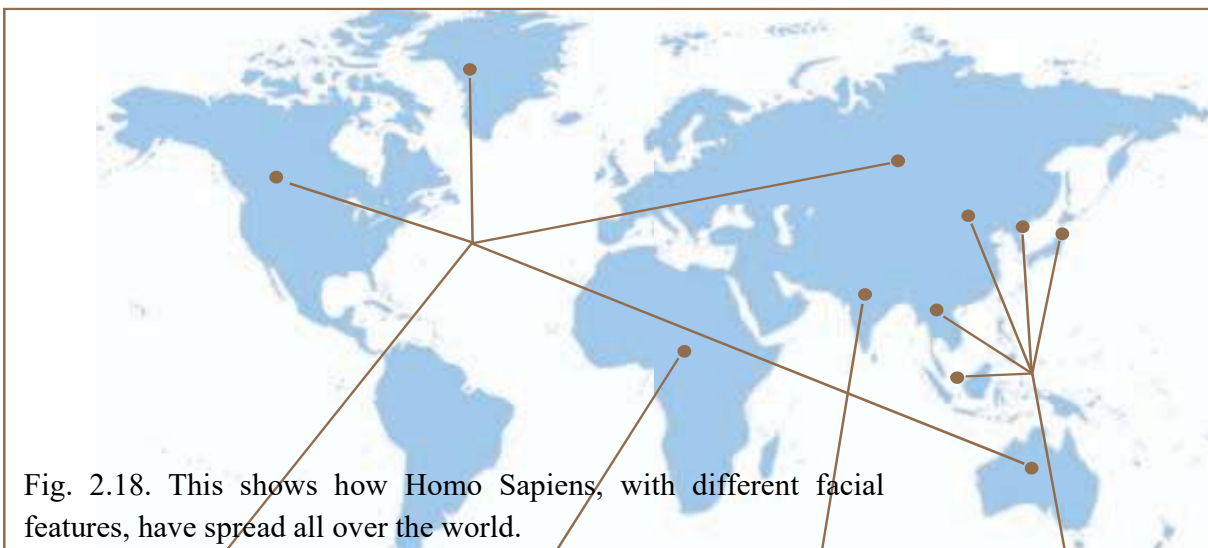 Fig. 2.18. This shows how Homo Sapiens, with different facial
features, have spread all over the world.